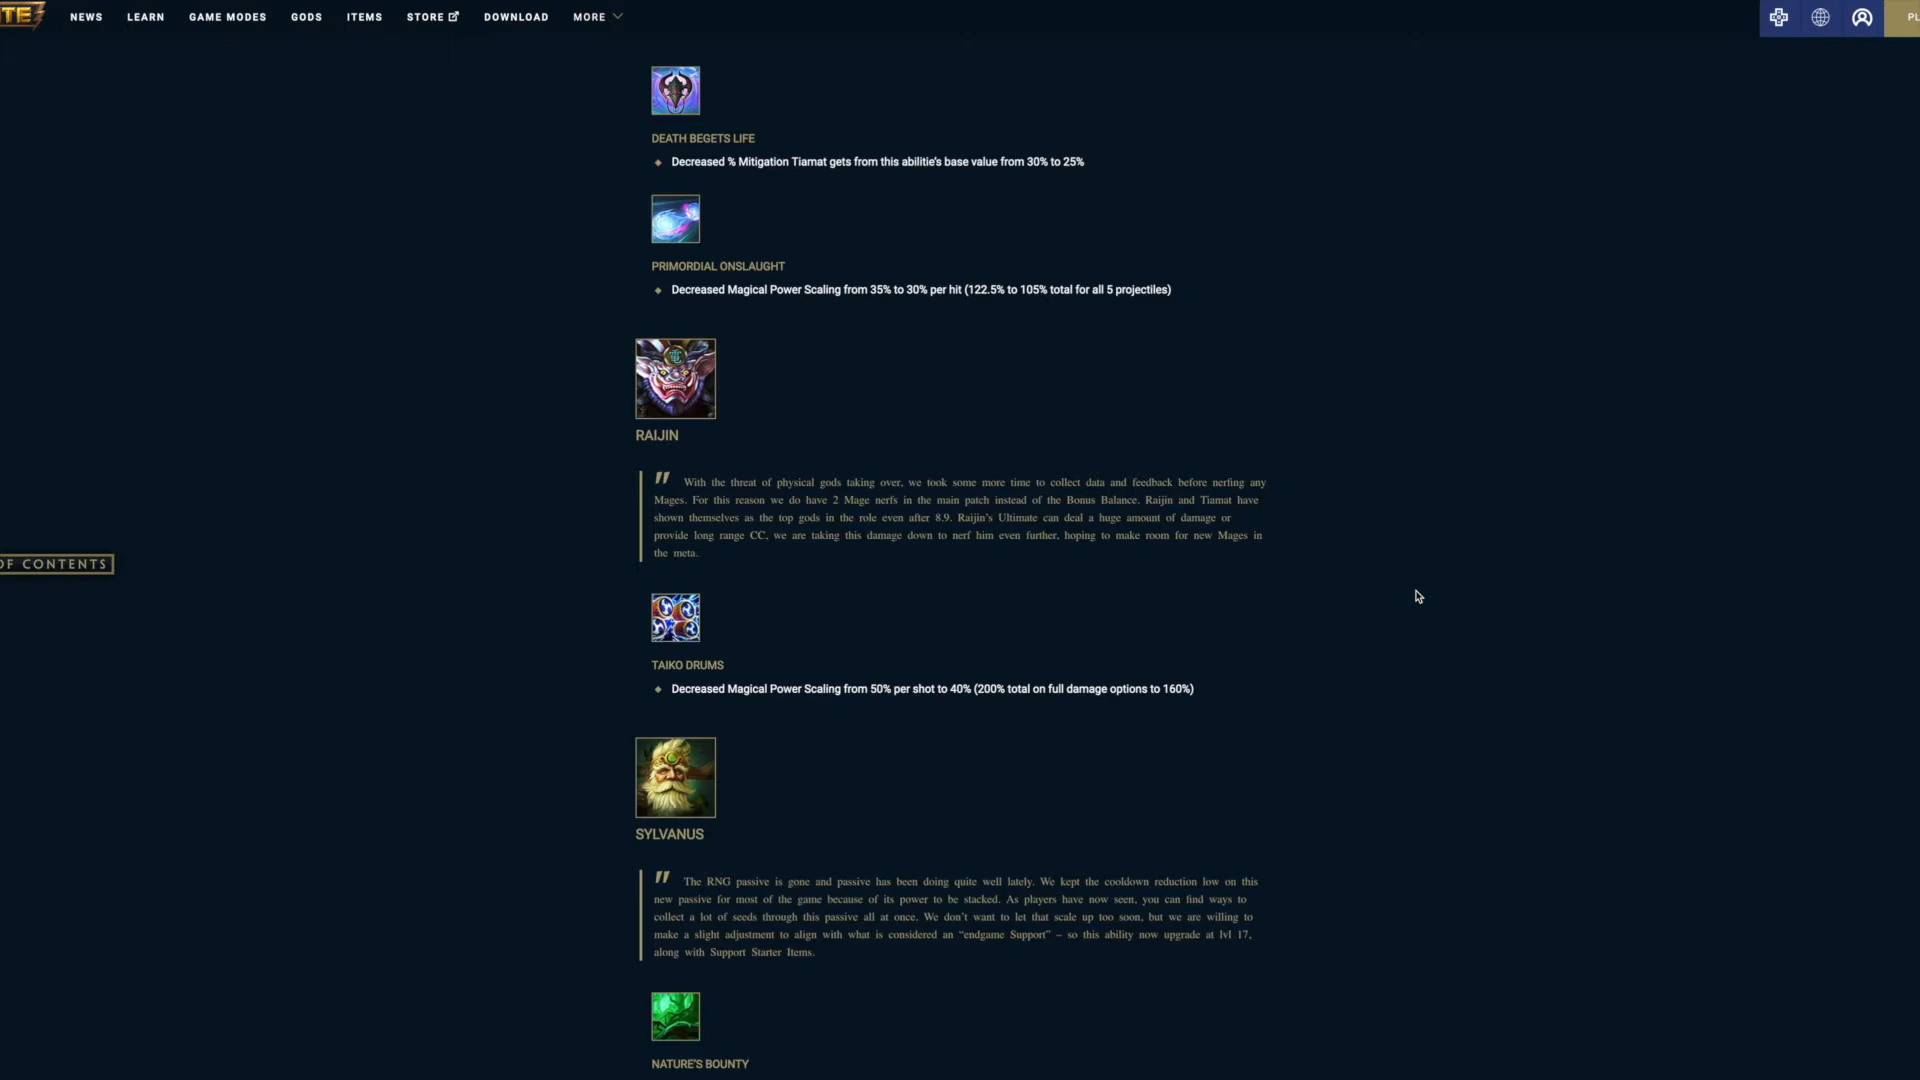 ITE
NEWS LEARN GAME MODES GODS ITEMS STORE DOWNLOAD MORE
PL
DEATH BEGETS LIFE
Decreased % Mitigation Tiamat gets from this abilitie's base value from 30% to 25%
PRIMORDIAL ONSLAUGHT
Decreased Magical Power Scaling from 35% to 30% per hit (122.5% to 105% total for all 5 projectiles)
RAIJIN
" With the threat of physical gods taking over, we took some more time to collect data and feedback before nerfing any
Mages. For this reason we do have 2 Mage nerfs in the main patch instead of the Bonus Balance. Raijin and Tiamat have
shown themselves as the top gods in the role even after 8.9. Raijin's Ultimate can deal a huge amount of damage or
provide long range CC, we are taking this damage down to nerf him even further, hoping to make room for new Mages in
the meta.
OF CONTENTS
TAIKO DRUMS
Decreased Magical Power Scaling from 50% per shot to 40% (200% total on full damage options to 160%)
SYLVANUS
" The RNG passive is gone and passive has been doing quite well lately. We kept the cooldown reduction low on this
new passive for most of the game because of its power to be stacked. As players have now seen, you can find ways to
collect a lot of seeds through this passive all at once. We don't want to let that scale up too soon, but we are willing to
make a slight adjustment to align with what is considered an "endgame Support" – so this ability now upgrade at lvl 17,
along with Support Starter Items.
NATURE'S BOUNTY